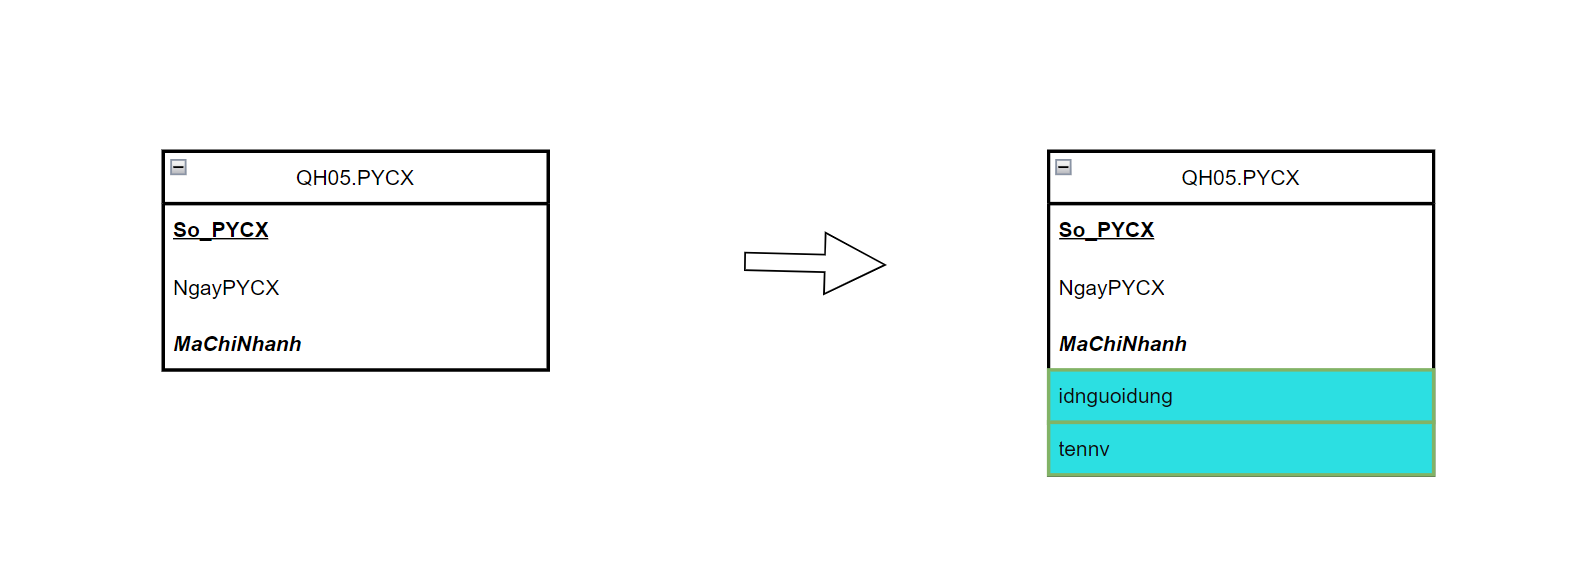 QH05.PYCX
So_PYCX
NgayPYCX
MaChiNhanh
QH05.PYCX
So_PYCX
NgayPYCX
MaChiNhanh
idnguoidung
tennv